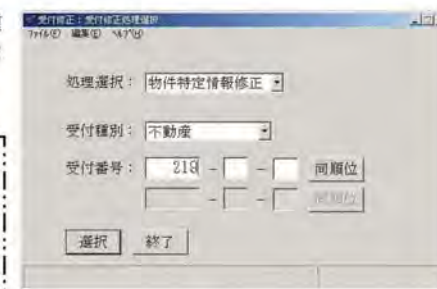 受付修正：受付修正処理選択
ファイル(F) 編集(E) ヘルプ(H)
処理選択： 物件特定情報修正
受付種別： 不動産
受付番号： 219 - - 同順位
- - 同順位
選択 終了